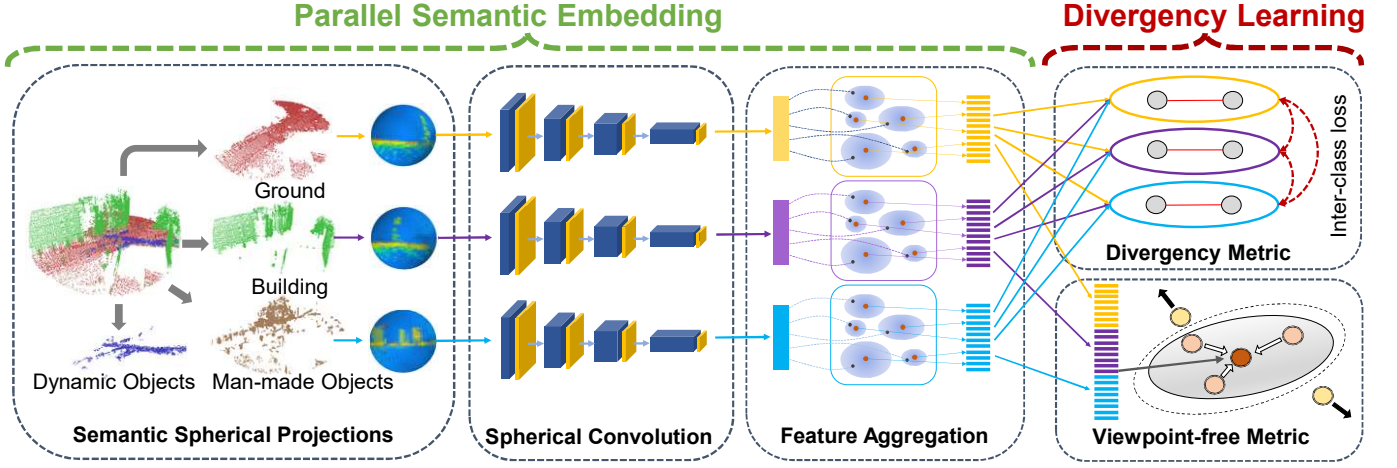 Parallel Semantic Embedding
Divergency Learning
Ground
Building
Dynamic Objects
Man-made Objects
Semantic Spherical Projections
Spherical Convolution
Feature Aggregation
Inter-class loss
Divergency Metric
Viewpoint-free Metric